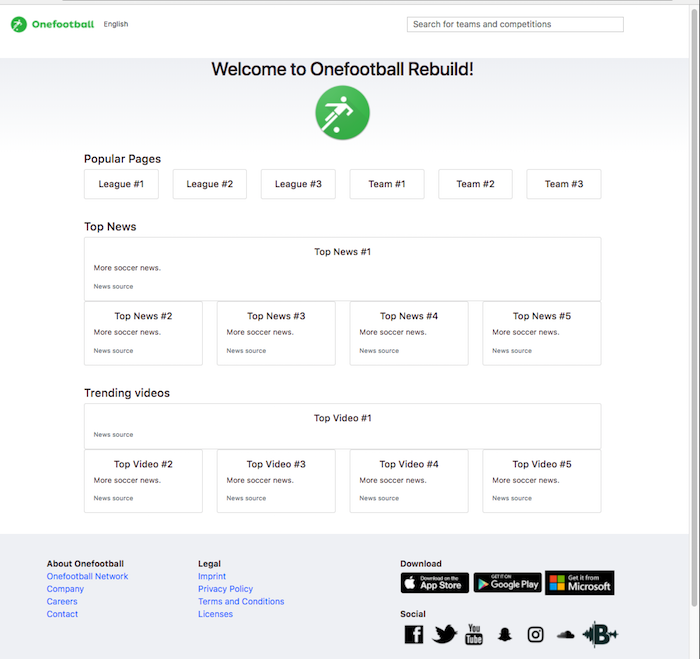 Onefootball English Search for teams and competitions
Welcome to Onefootball Rebuild!
Popular Pages
League #1 League #2 League #3 Team #1 Team #2 Team #3
Top News
Top News #1
More soccer news.
News source
Top News #2 Top News #3 Top News #4 Top News #5
More soccer news. More soccer news. More soccer news. More soccer news.
News source News source News source News source
Trending videos
Top Video #1
News source
Top Video #2 Top Video #3 Top Video #4 Top Video #5
More soccer news. More soccer news. More soccer news. More soccer news.
News source News source News source News source
About Onefootball
Onefootball Network
Company
Careers
Contact
Legal
Imprint
Privacy Policy
Terms and Conditions
Licenses
Download
Download on the
App Store
GET IT ON
Google Play
Get it from
Microsoft
Social
f
You
Tube
B